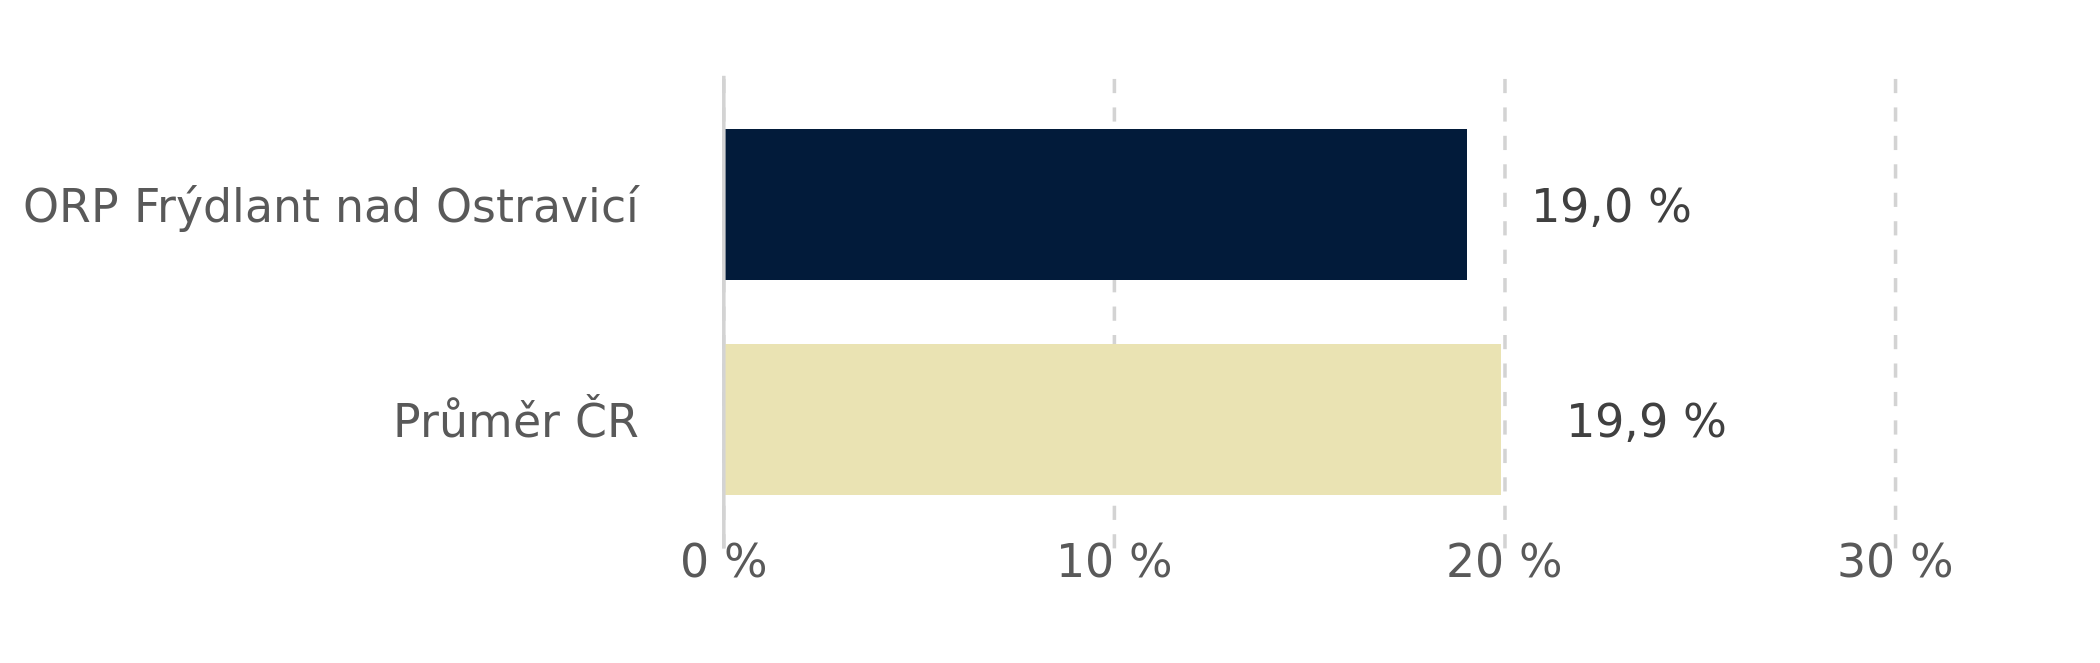 ORP Frýdlant nad Ostravicí 19,0 %
Průměr ČR 19,9 %
0 % 10 % 20 % 30 %